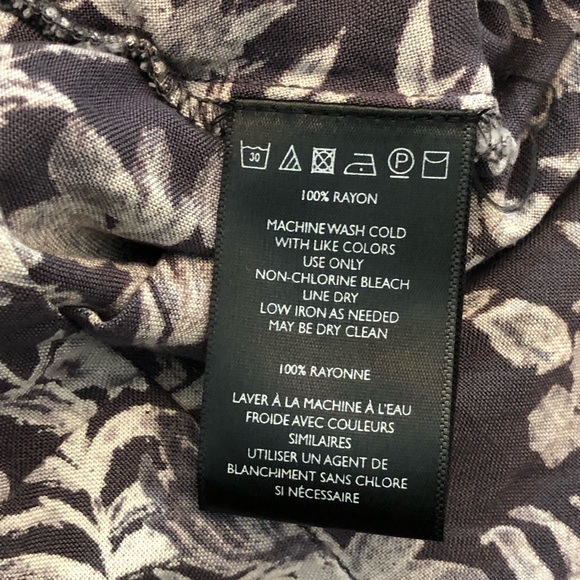 30 P
100% RAYON
MACHINE WASH COLD
WITH LIKE COLORS
USE ONLY
NON-CHLORINE BLEACH
LINE DRY
LOW IRON AS NEEDED
MAY BE DRY CLEAN
100% RAYONNE
LAVER À LA MACHINE À L'EAU
FROIDE AVEC COULEURS
SIMILAIRES
UTILISER UN AGENT DE
BLANCHIMENT SANS CHLORE
SI NÉCESSAIRE